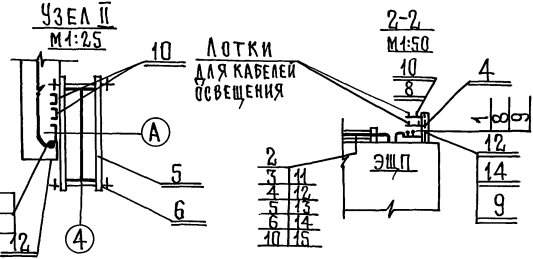 УЗЕЛ II
М1:25
10
А
5
6
4
12
ЛОТКИ
ДЛЯ КАБЕЛЕЙ
ОСВЕЩЕНИЯ
2-2
М1:50
10
8
4
1 8 9
12
14
9
ЭЩП
2
3 11
4 12
5 13
6 14
10 15